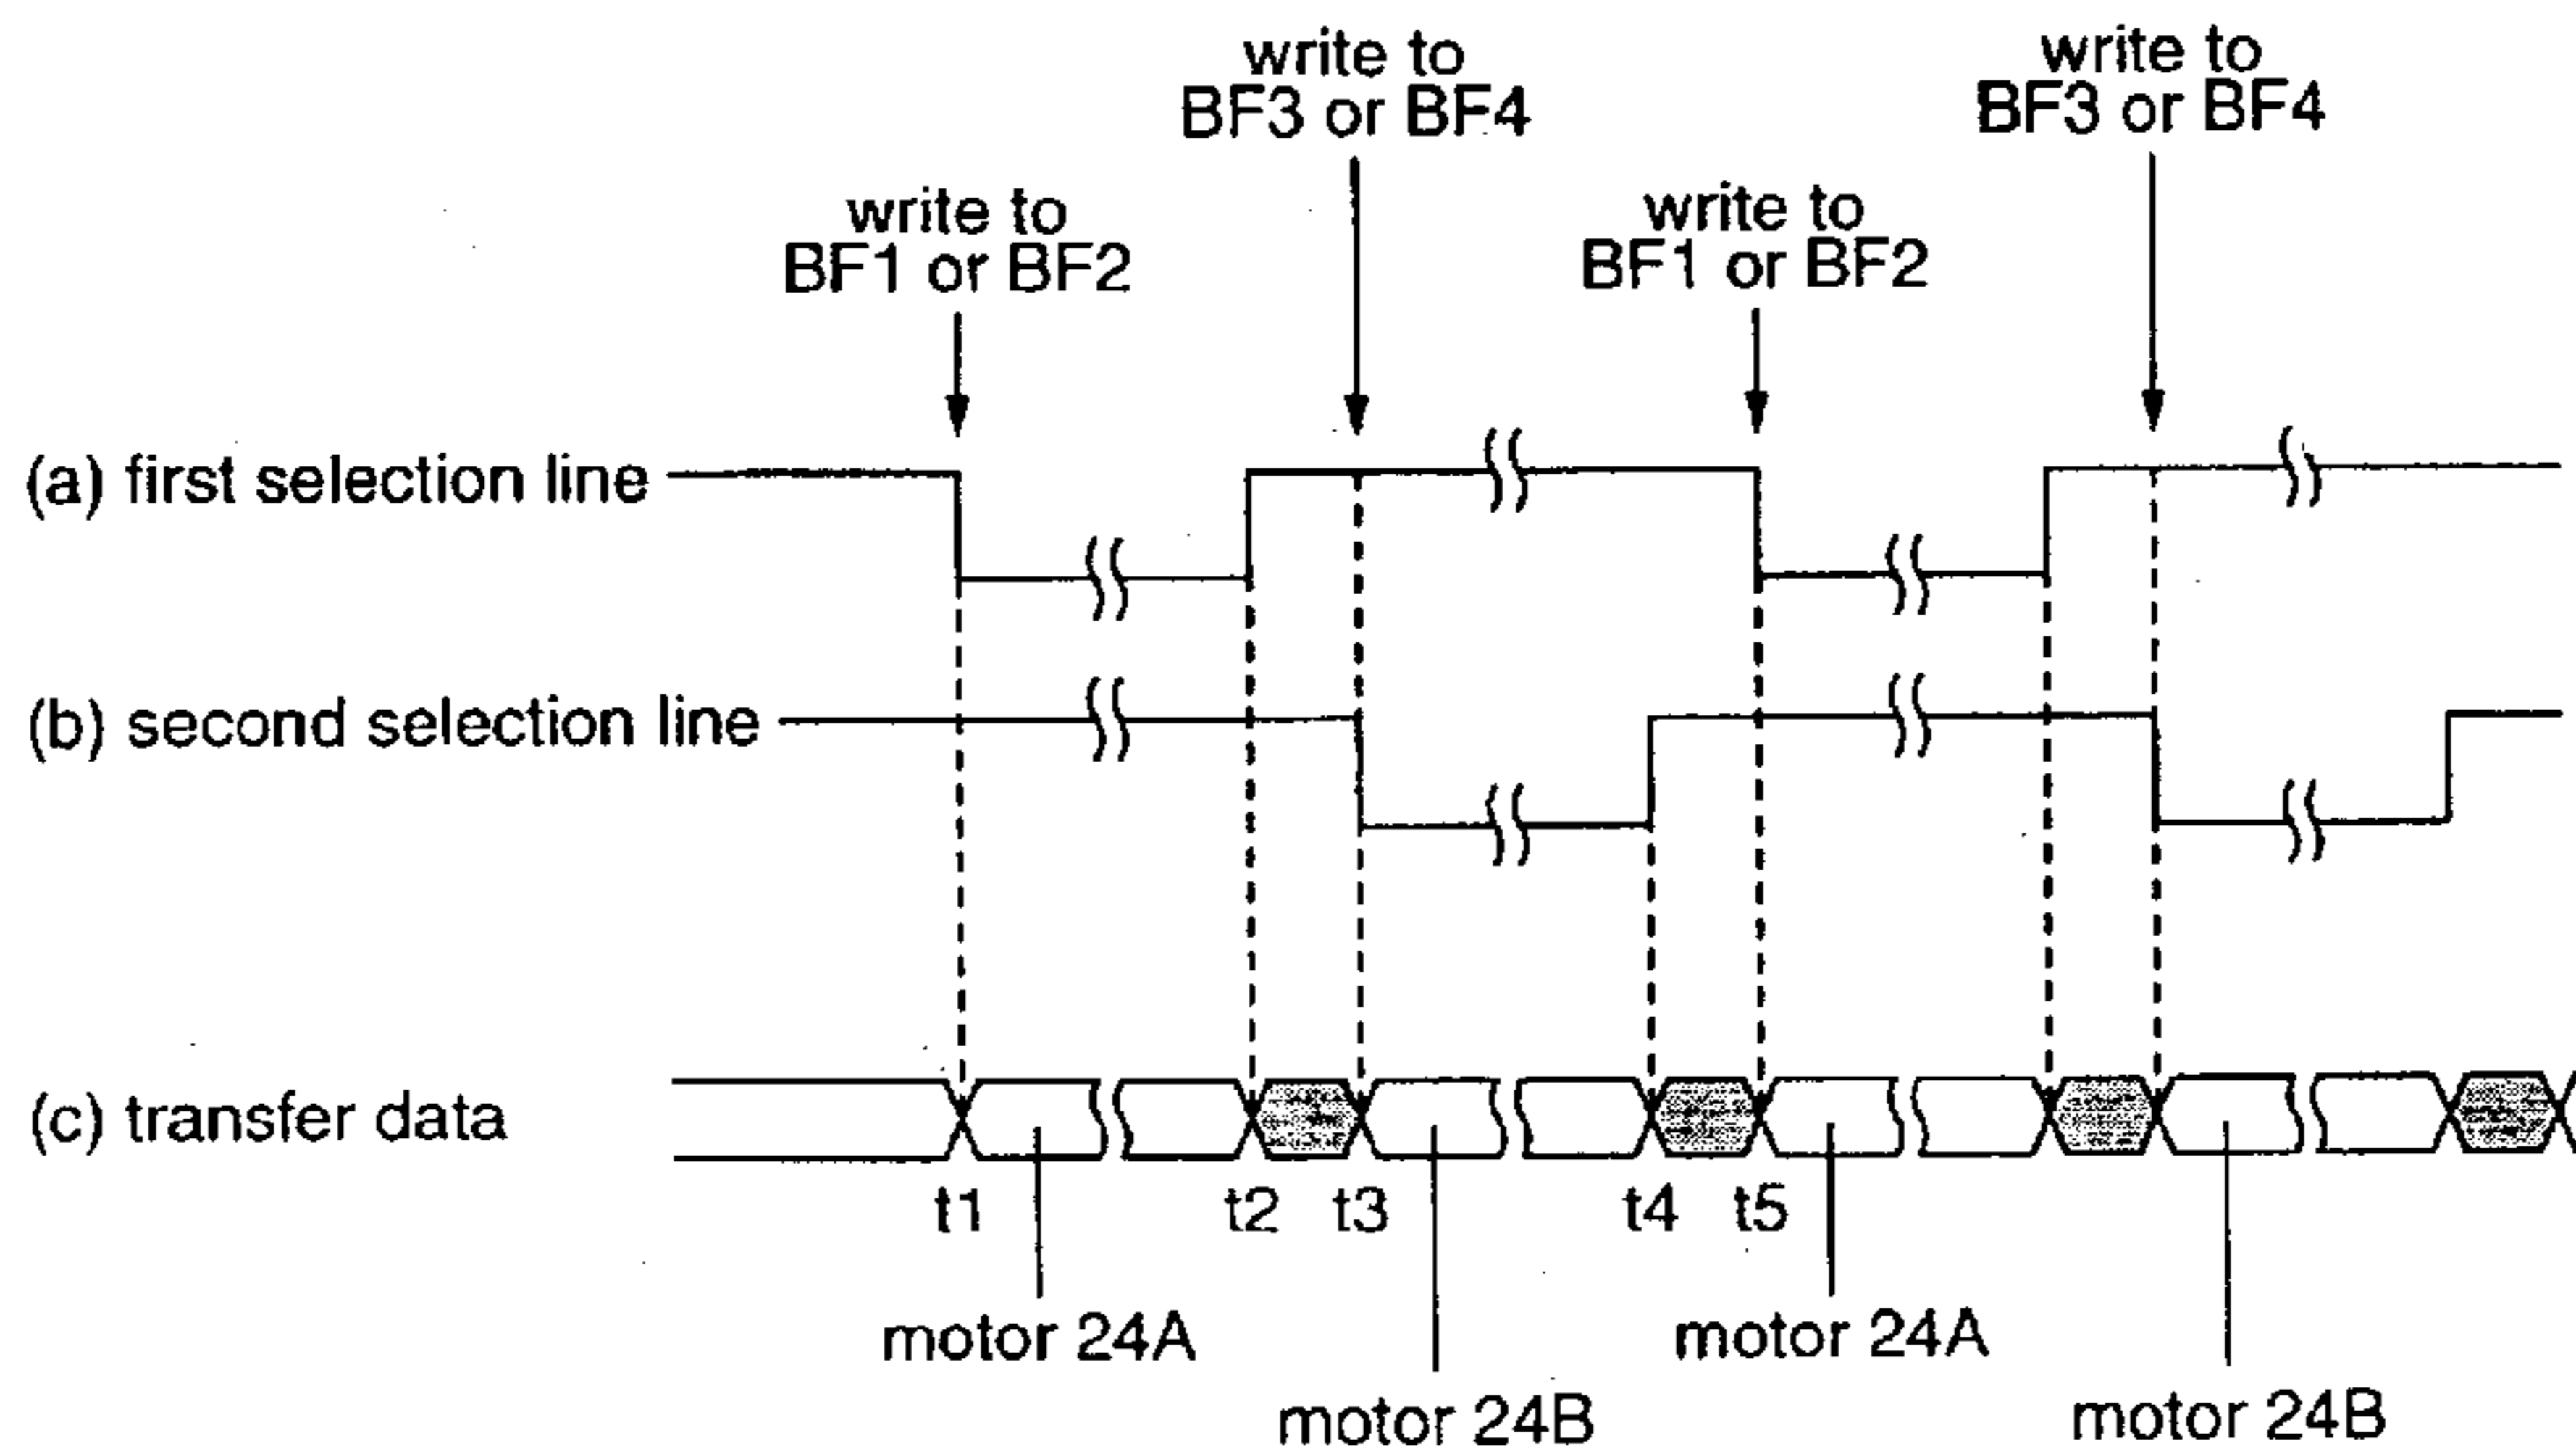 write to
BF3 or BF4
write to
BF3 or BF4
write to
BF1 or BF2
write to
BF1 or BF2
(a) first selection line
(b) second selection line
(c) transfer data
t1
t2
t3
t4
t5
motor 24A
motor 24A
motor 24B
motor 24B